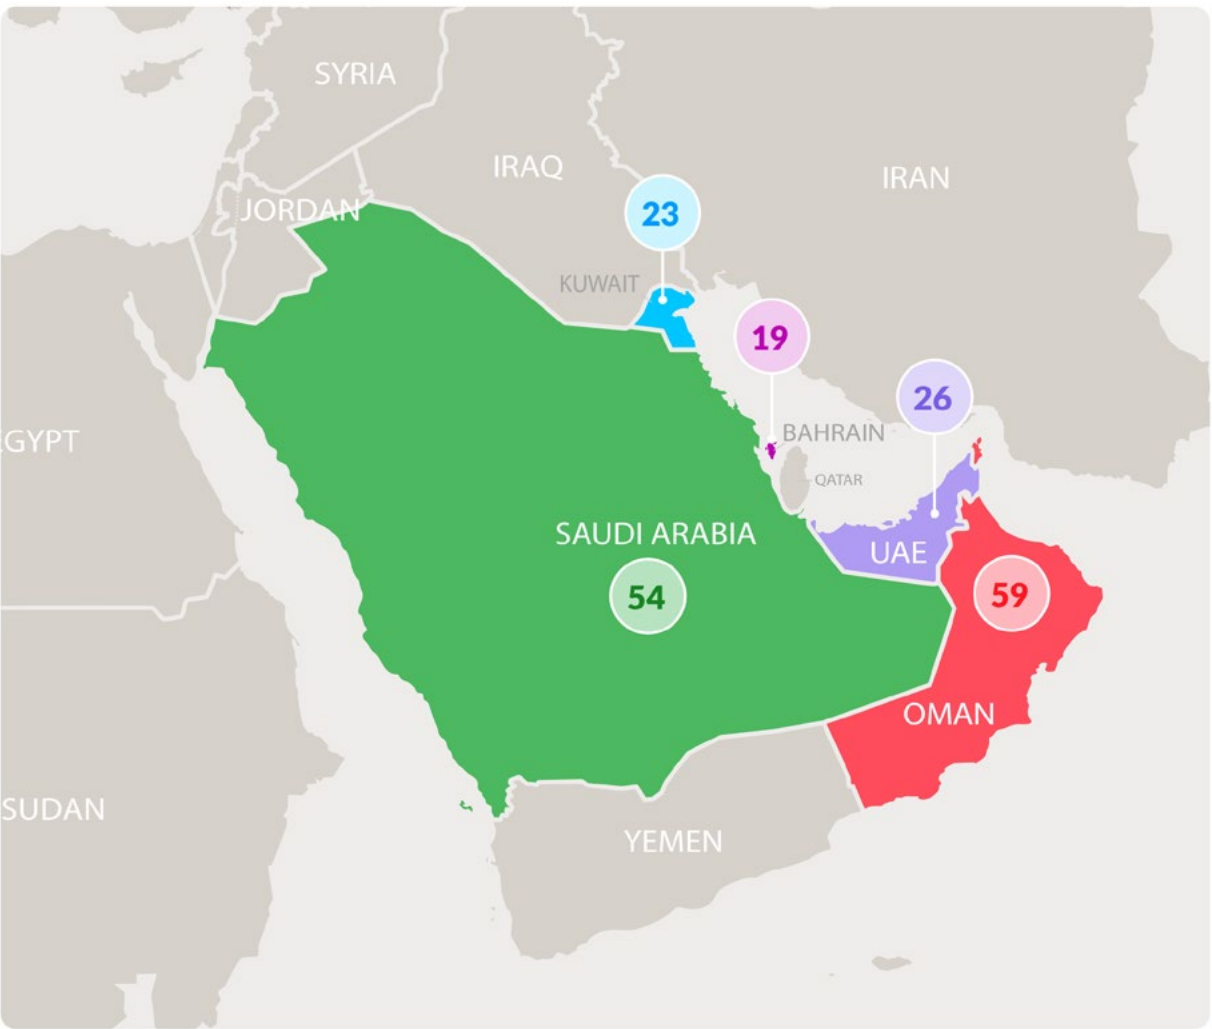 SYRIA
IRAQ
IRAN
JORDAN
23
KUWAIT
19
26
BAHRAIN
GYPT
QATAR
SAUDI ARABIA
UAE
54
59
OMAN
SUDAN
YEMEN